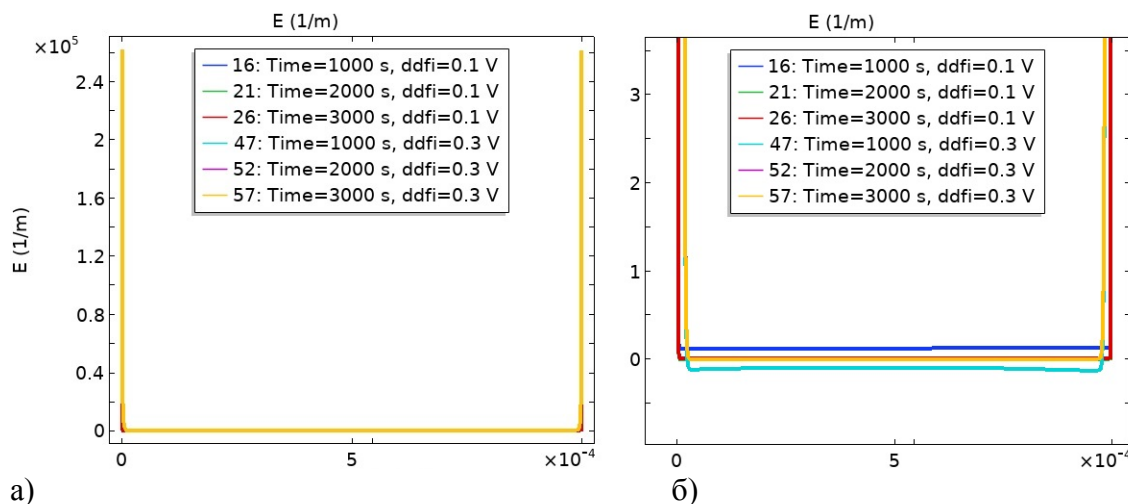 E (1/m)
×10⁵
E (1/m)
2.4
2
1.6
1.2
0.8
0.4
0
16: Time=1000 s, ddfi=0.1 V
21: Time=2000 s, ddfi=0.1 V
26: Time=3000 s, ddfi=0.1 V
47: Time=1000 s, ddfi=0.3 V
52: Time=2000 s, ddfi=0.3 V
57: Time=3000 s, ddfi=0.3 V
0
5
×10⁻⁴
а)
E (1/m)
3
2
1
0
16: Time=1000 s, ddfi=0.1 V
21: Time=2000 s, ddfi=0.1 V
26: Time=3000 s, ddfi=0.1 V
47: Time=1000 s, ddfi=0.3 V
52: Time=2000 s, ddfi=0.3 V
57: Time=3000 s, ddfi=0.3 V
0
5
×10⁻⁴
б)